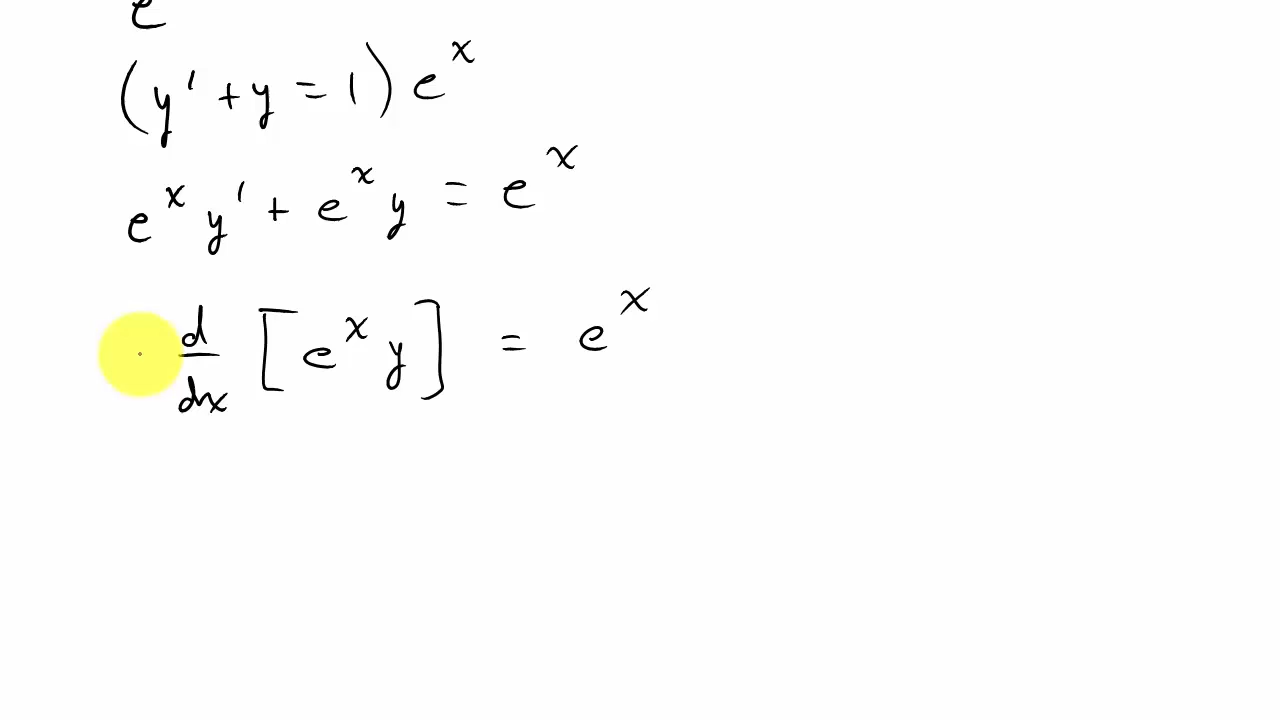 e
(y' + y = 1) e^x
e^x y' + e^x y = e^x
d/dx [e^x y] = e^x